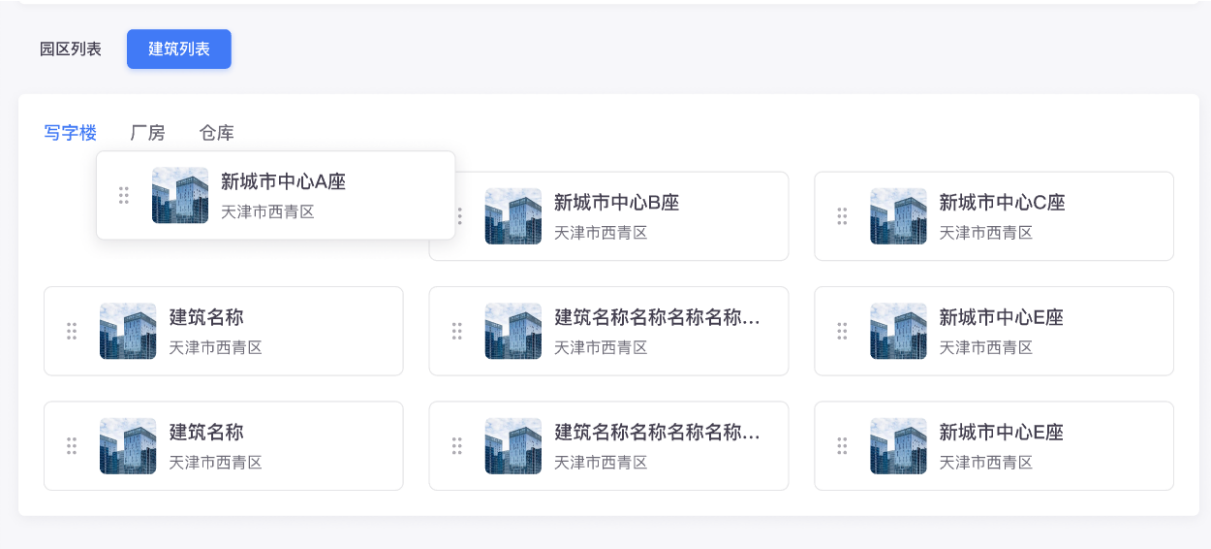 园区列表
建筑列表
写字楼
厂房
仓库
新城市中心A座
天津市西青区
新城市中心B座
天津市西青区
新城市中心C座
天津市西青区
建筑名称
天津市西青区
建筑名称名称名称名称...
天津市西青区
新城市中心E座
天津市西青区
建筑名称
天津市西青区
建筑名称名称名称名称...
天津市西青区
新城市中心E座
天津市西青区